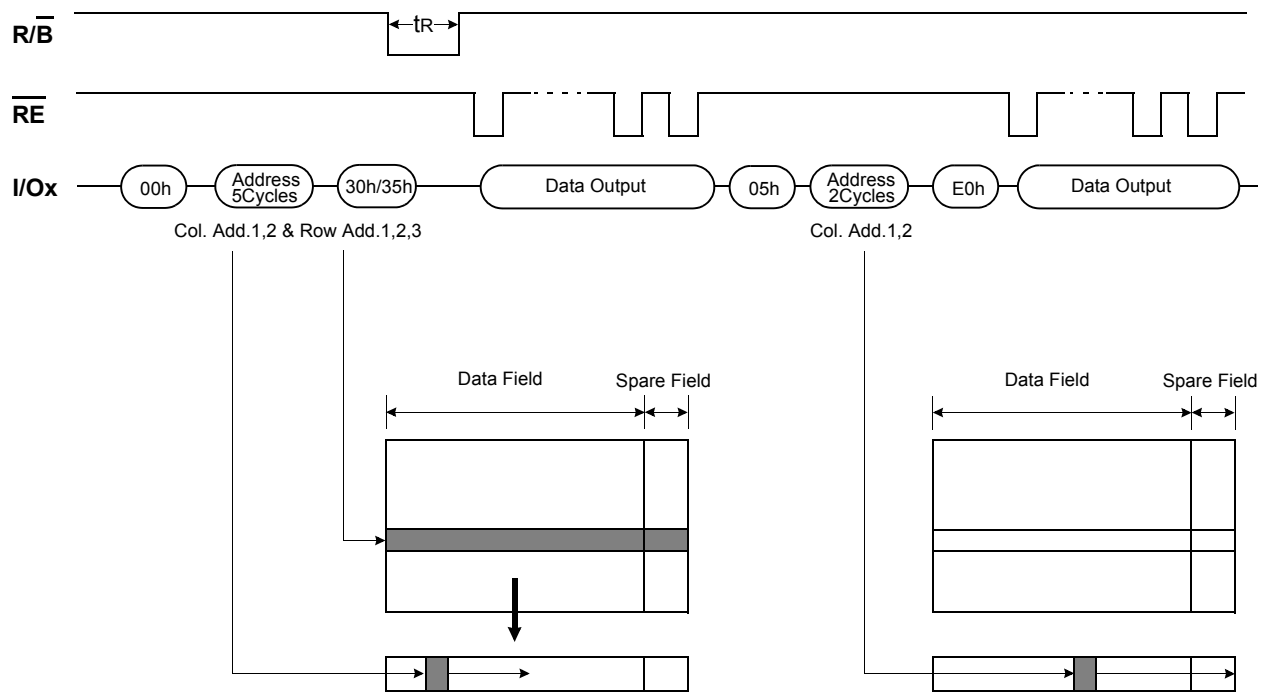 R/B̅
tR
R̅E̅
I/Ox
00h
Address
5Cycles
30h/35h
Data Output
05h
Address
2Cycles
E0h
Data Output
Col. Add.1,2 & Row Add.1,2,3
Col. Add.1,2
Data Field
Spare Field
Data Field
Spare Field